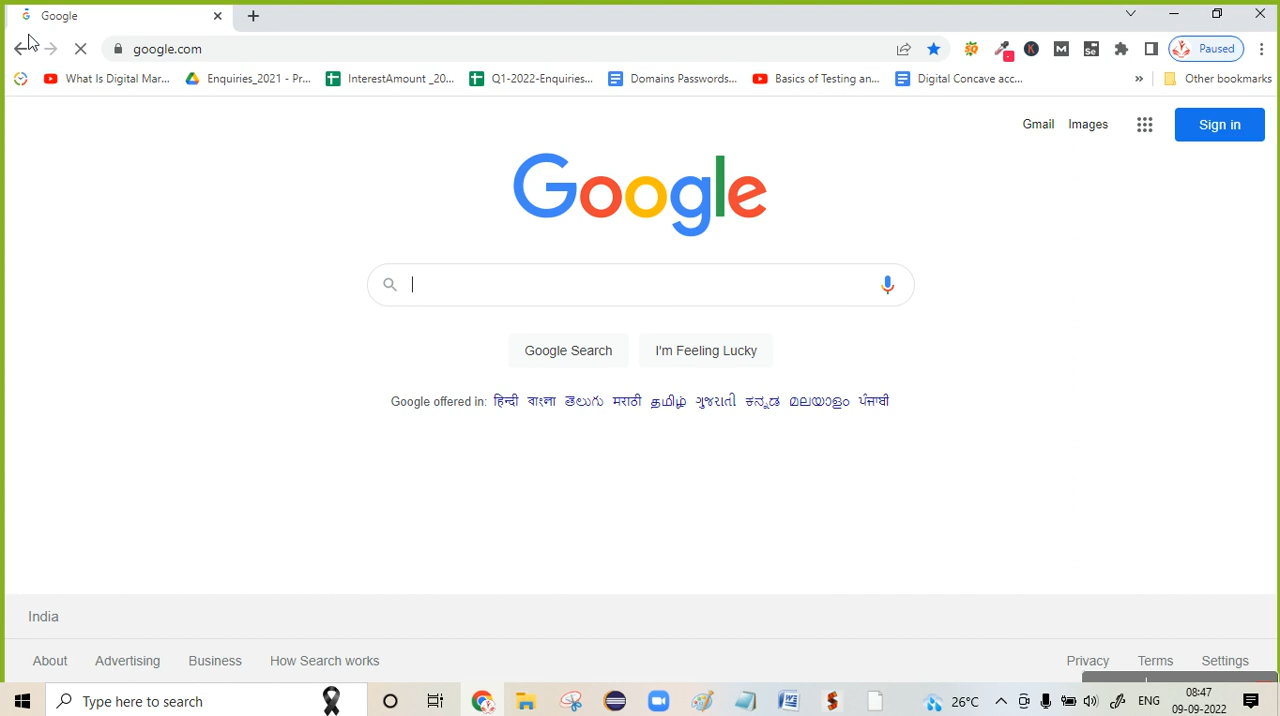 Google
google.com
Paused
What Is Digital Mar...
Enquiries_2021 - Pr...
InterestAmount _20...
Q1-2022-Enquiries...
Domains Passwords...
Basics of Testing an...
Digital Concave acc...
»
Other bookmarks
Gmail Images Sign in
Google
Google Search I'm Feeling Lucky
Google offered in: हिन्दी বাংলা తెలుగు मराठी தமிழ் ગુજરાતી ಕನ್ನಡ മലയാളം ਪੰਜਾਬੀ
India
About Advertising Business How Search works Privacy Terms Settings
Type here to search
26°C ENG 08:47
09-09-2022